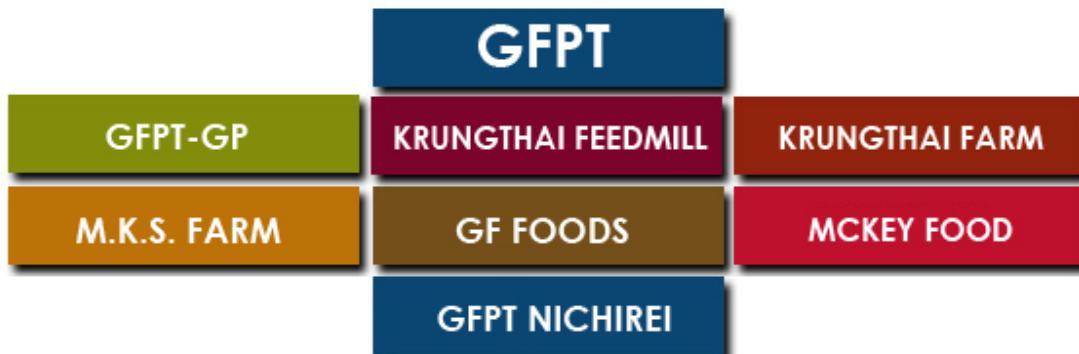 GFPT
GFPT-GP
KRUNGTHAI FEEDMILL
KRUNGTHAI FARM
M.K.S. FARM
GF FOODS
MCKEY FOOD
GFPT NICHIREI